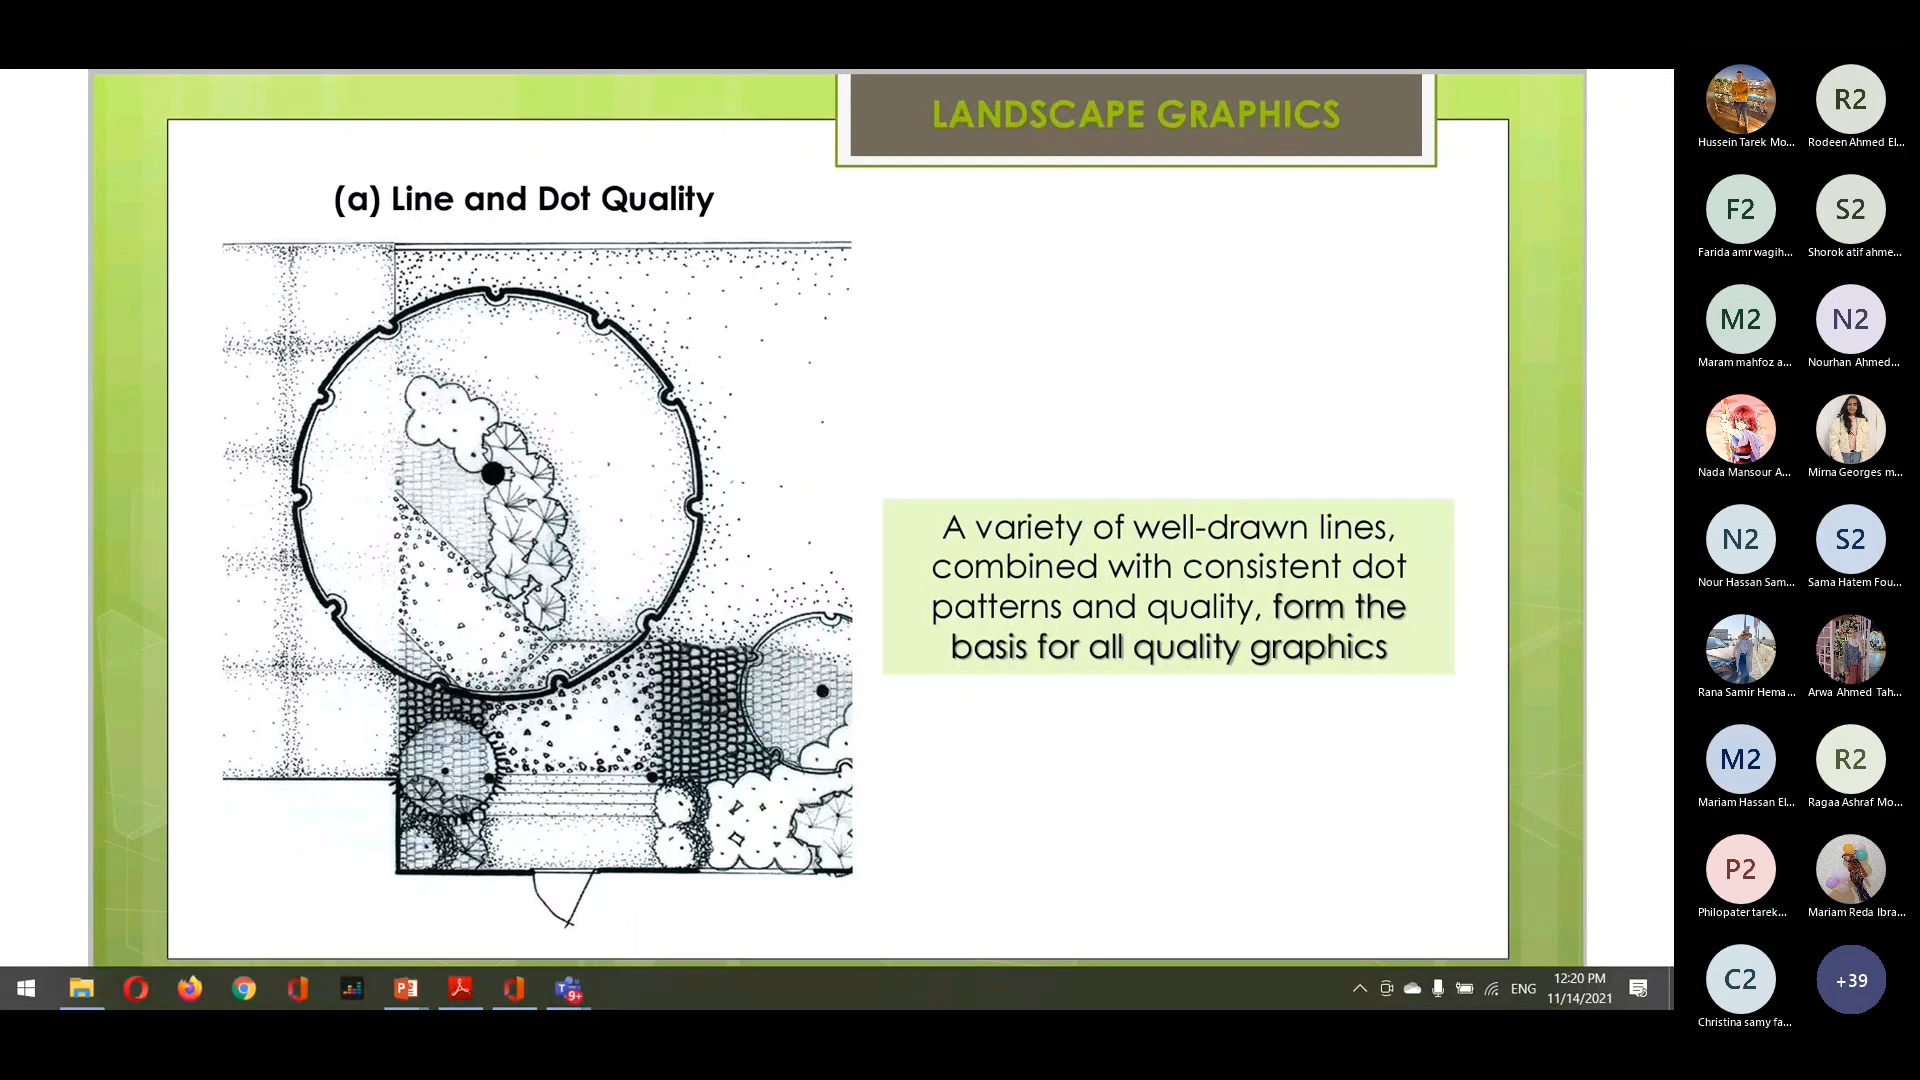 LANDSCAPE GRAPHICS
(a) Line and Dot Quality
A variety of well-drawn lines,
combined with consistent dot
patterns and quality, form the
basis for all quality graphics
Hussein Tarek Mo...
R2
Rodeen Ahmed El...
F2
Farida amr wagih...
S2
Shorok atif ahme...
M2
Maram mahfoz a...
N2
Nourhan Ahmed...
Nada Mansour A...
Mirna Georges m...
N2
Nour Hassan Sam...
S2
Sama Hatem Fou...
Rana Samir Hema...
Arwa Ahmed Tah...
M2
Mariam Hassan El...
R2
Ragaa Ashraf Mo...
P2
Philopater tarek...
Mariam Reda Ibra...
C2
Christina samy fa...
+39
9+
ENG
12:20 PM
11/14/2021